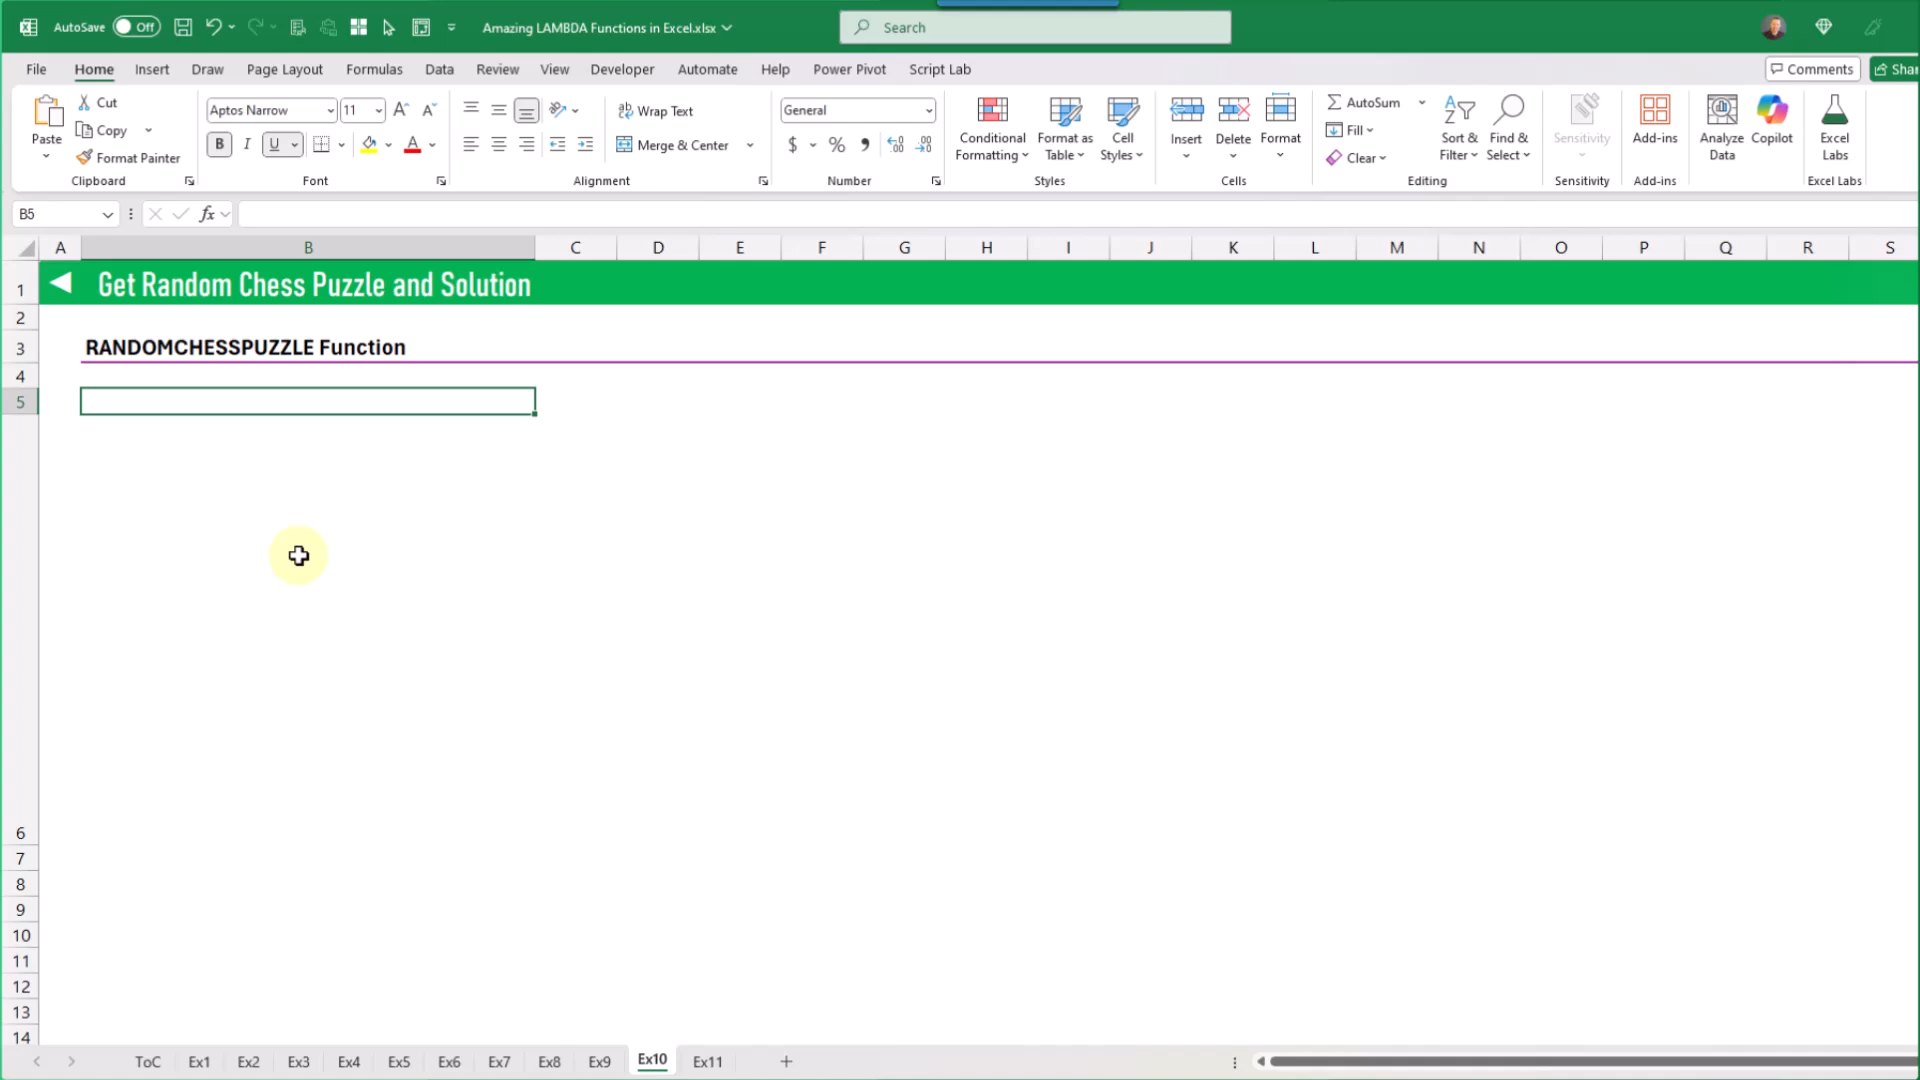 AutoSave Off Amazing LAMBDA Functions in Excel.xlsx Search
File Home Insert Draw Page Layout Formulas Data Review View Developer Automate Help Power Pivot Script Lab Comments Shar
Paste Cut Copy Format Painter
Clipboard
Aptos Narrow 11
B I U A
Font
Wrap Text
Merge & Center
Alignment
General
$ % 9
Number
Conditional Formatting Format as Table Cell Styles
Styles
Insert Delete Format
Cells
AutoSum
Fill
Clear
Sort & Filter Find & Select
Editing
Sensitivity
Sensitivity
Add-ins
Add-ins
Analyze Data Copilot
Excel Labs
Excel Labs
B5 fx
A B C D E F G H I J K L M N O P Q R S
1 Get Random Chess Puzzle and Solution
2
3 RANDOMCHESSPUZZLE Function
4
5
6
7
8
9
10
11
12
13
14
ToC Ex1 Ex2 Ex3 Ex4 Ex5 Ex6 Ex7 Ex8 Ex9 Ex10 Ex11 +